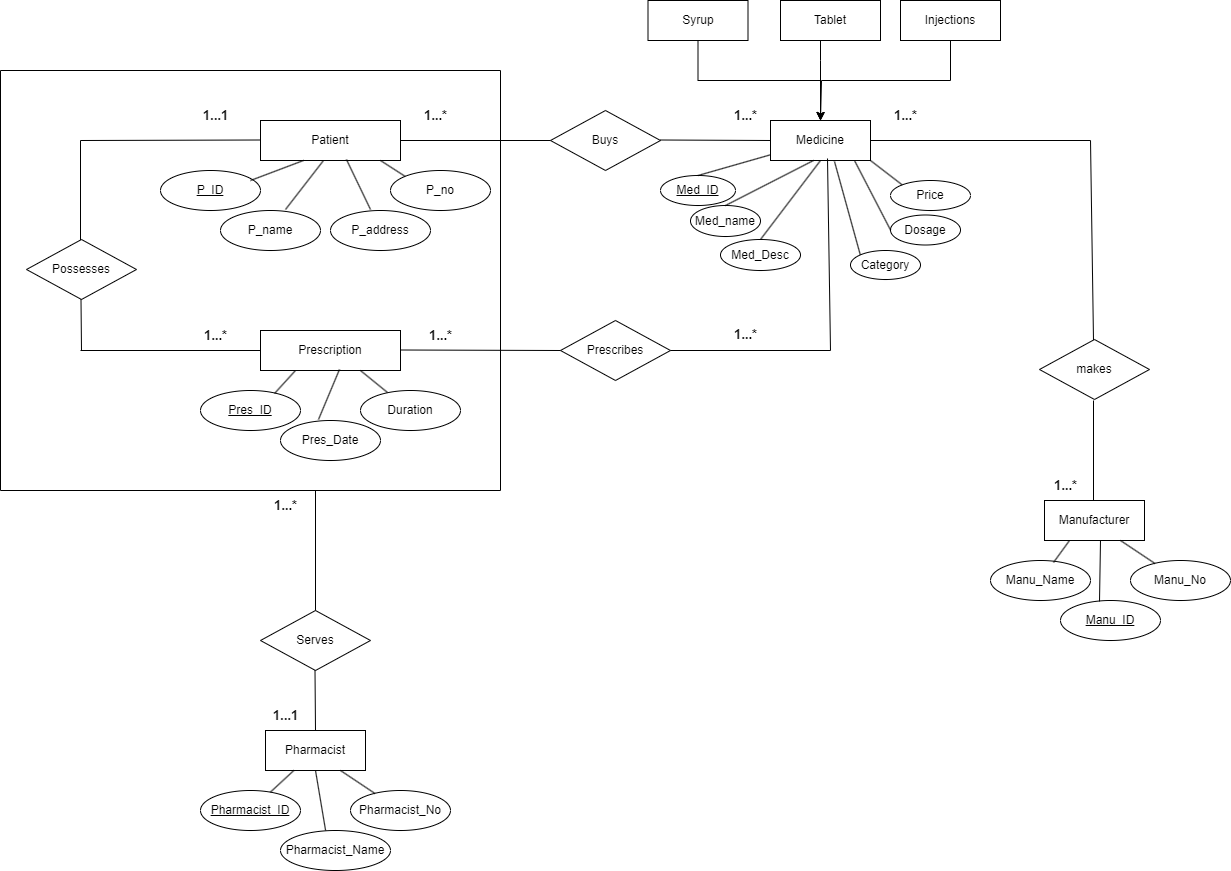 Syrup
Tablet
Injections
1...1
1...*
1...*
1...*
Patient
Buys
Medicine
P_ID
P_no
Med_ID
Price
P_name
P_address
Med_name
Dosage
Med_Desc
Category
Possesses
1...*
1...*
1...*
Prescription
Prescribes
makes
Pres_ID
Duration
Pres_Date
1...*
1...*
Manufacturer
Manu_Name
Manu_No
Manu_ID
Serves
1...1
Pharmacist
Pharmacist_ID
Pharmacist_No
Pharmacist_Name